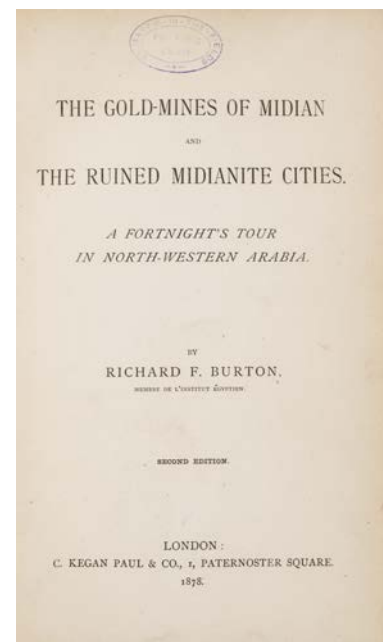 THE GOLD-MINES OF MIDIAN
AND
THE RUINED MIDIANITE CITIES.
A FORTNIGHT'S TOUR
IN NORTH-WESTERN ARABIA.
BY
RICHARD F. BURTON,
MEMBRE DE L'INSTITUT ÉGYPTIEN.
SECOND EDITION.
LONDON:
C. KEGAN PAUL & CO., 1, PATERNOSTER SQUARE.
1878.